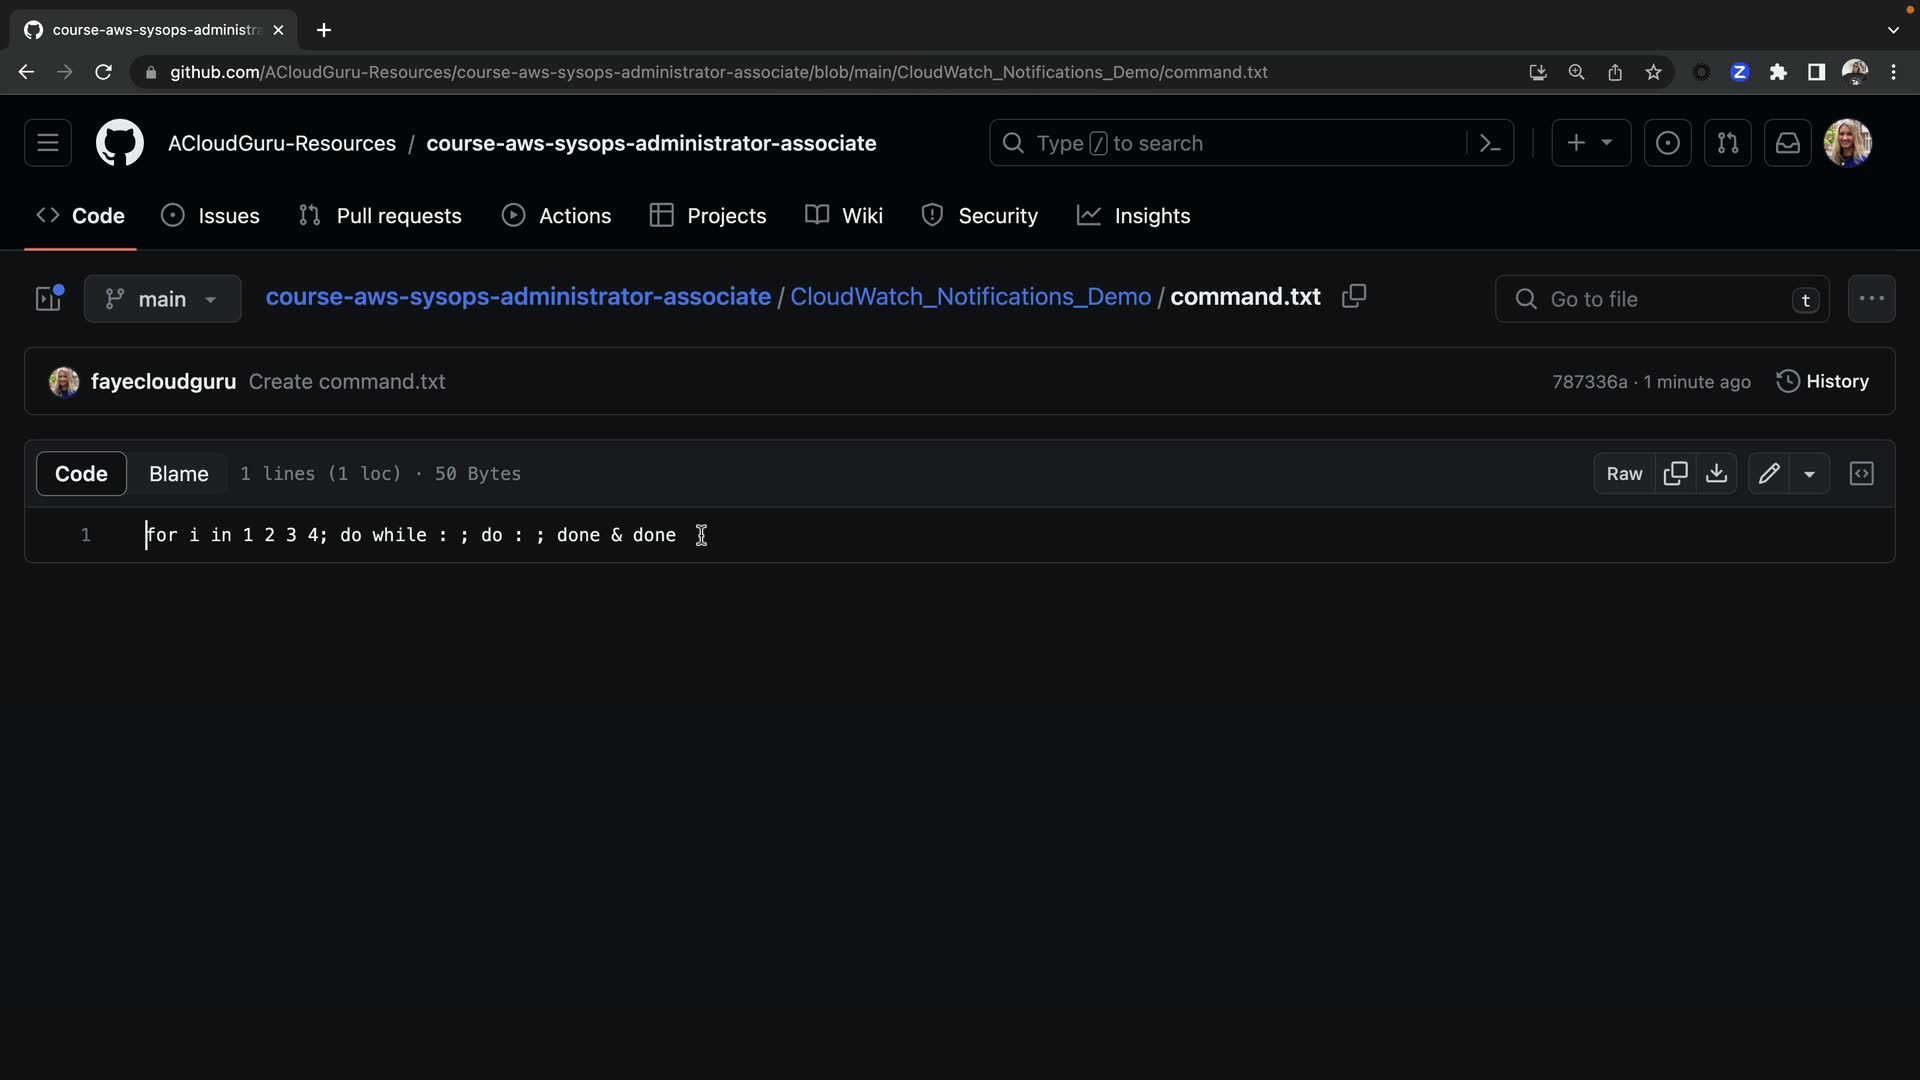 course-aws-sysops-administra
github.com/ACloudGuru-Resources/course-aws-sysops-administrator-associate/blob/main/CloudWatch_Notifications_Demo/command.txt
Z
ACloudGuru-Resources / course-aws-sysops-administrator-associate
Type / to search
Code
Issues
Pull requests
Actions
Projects
Wiki
Security
Insights
main
course-aws-sysops-administrator-associate / CloudWatch_Notifications_Demo / command.txt
Go to file
t
fayecloudguru Create command.txt
787336a · 1 minute ago
History
Code
Blame
1 lines (1 loc) · 50 Bytes
Raw
1 for i in 1 2 3 4; do while : ; do : ; done & done